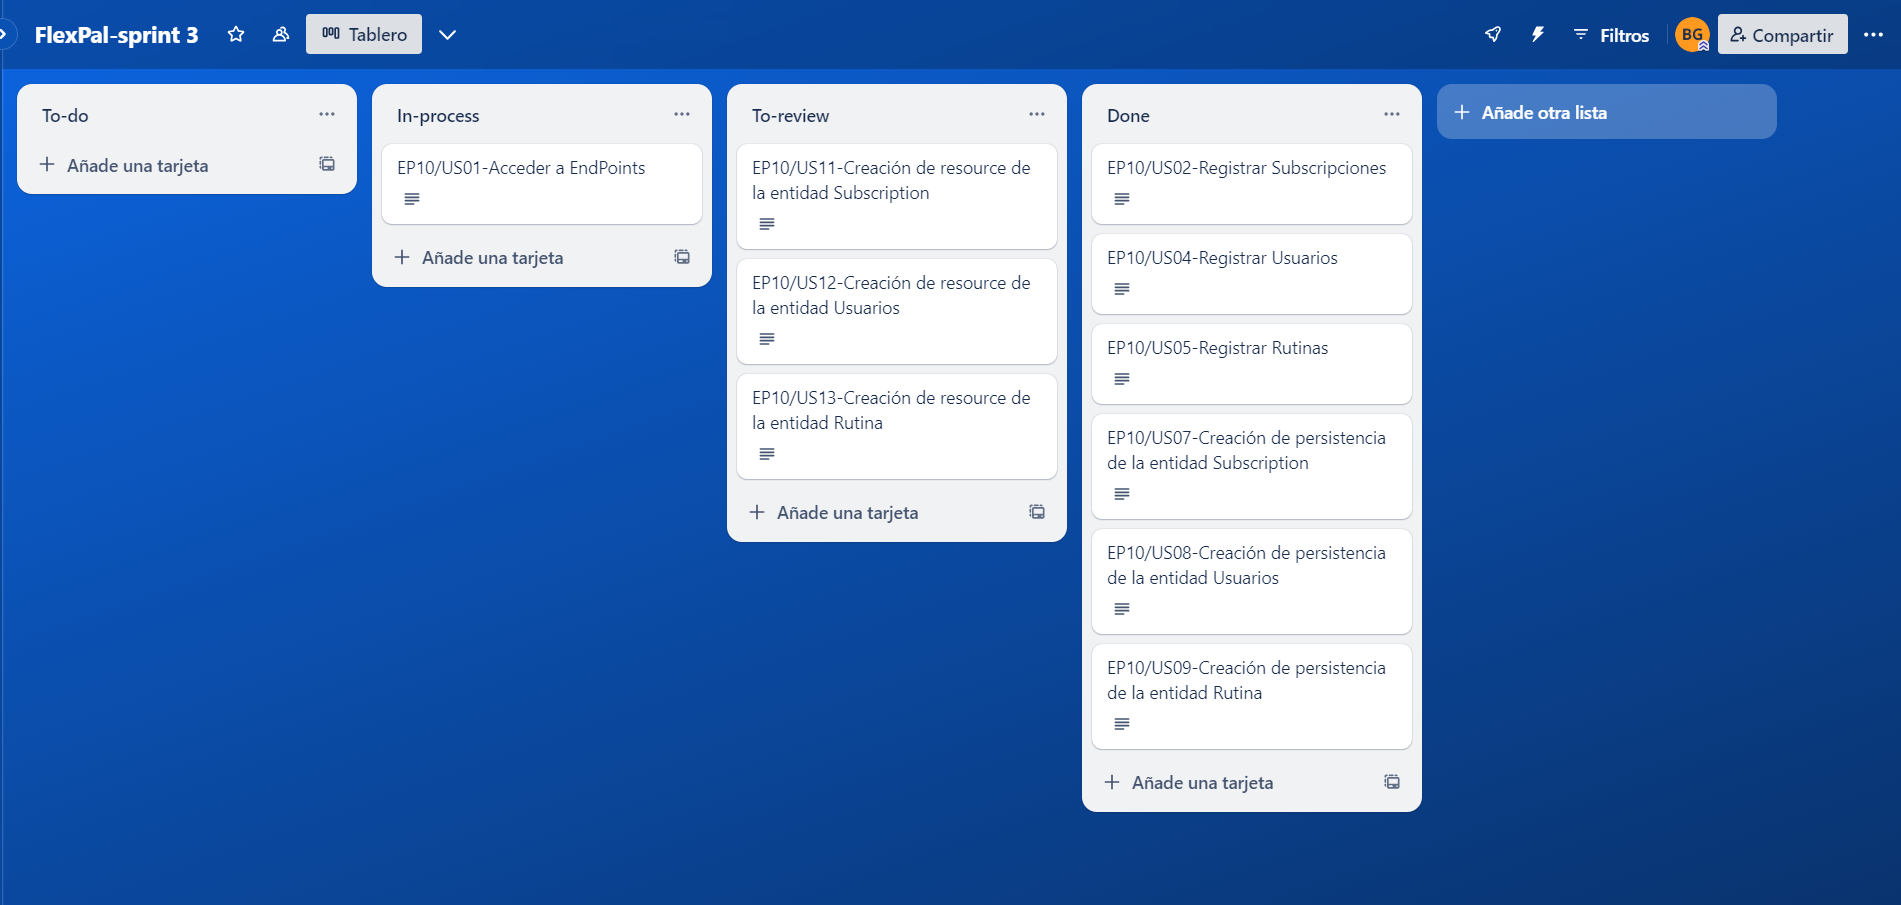 FlexPal-sprint 3
Tablero
Filtros
BG
Compartir
To-do
Añade una tarjeta
In-process
EP10/US01-Acceder a EndPoints
Añade una tarjeta
To-review
EP10/US11-Creación de resource de
la entidad Subscription
EP10/US12-Creación de resource de
la entidad Usuarios
EP10/US13-Creación de resource de
la entidad Rutina
Añade una tarjeta
Done
EP10/US02-Registrar Subscripciones
EP10/US04-Registrar Usuarios
EP10/US05-Registrar Rutinas
EP10/US07-Creación de persistencia
de la entidad Subscription
EP10/US08-Creación de persistencia
de la entidad Usuarios
EP10/US09-Creación de persistencia
de la entidad Rutina
Añade una tarjeta
Añade otra lista